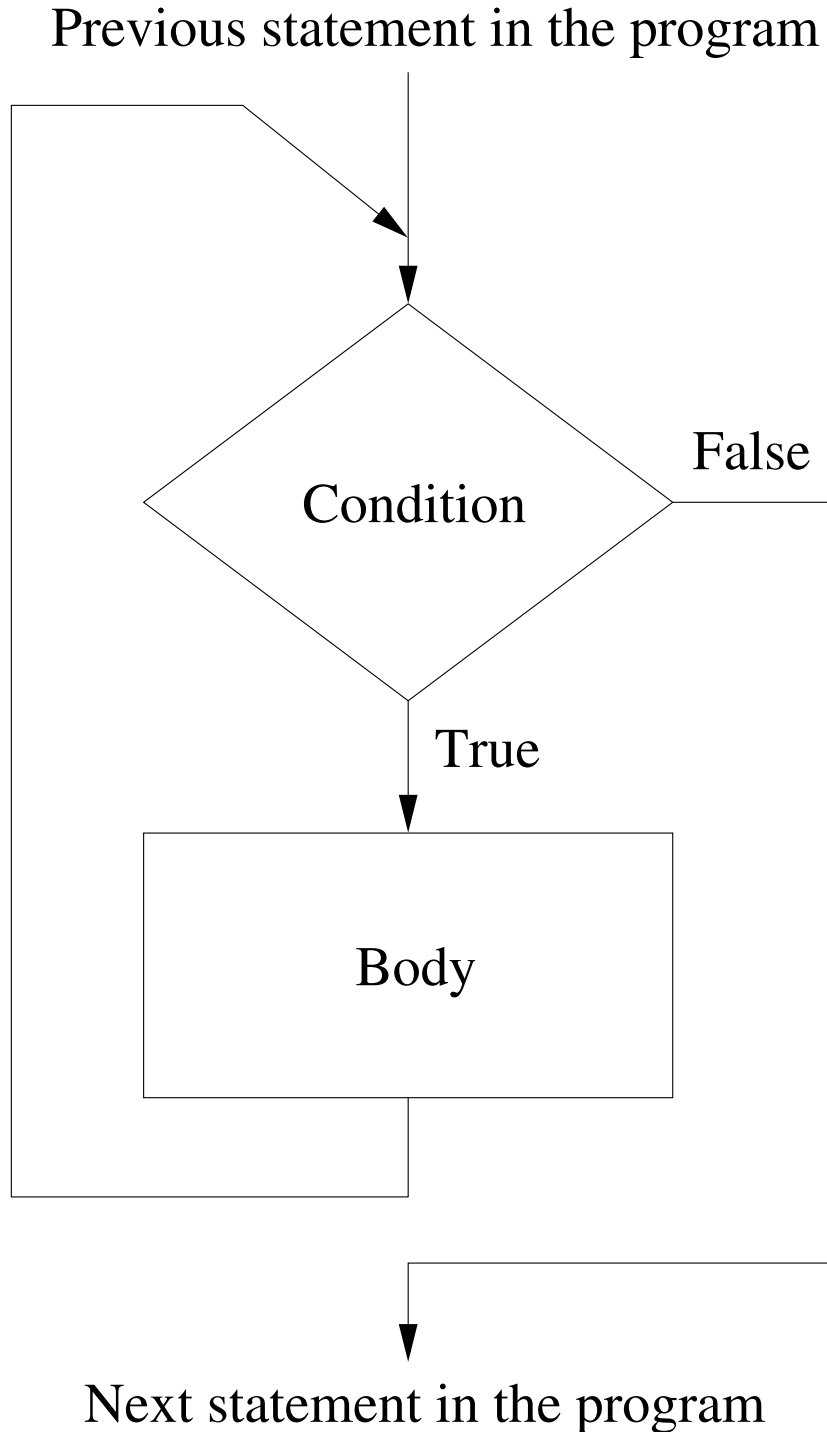 Previous statement in the program
False
Condition
True
Body
Next statement in the program